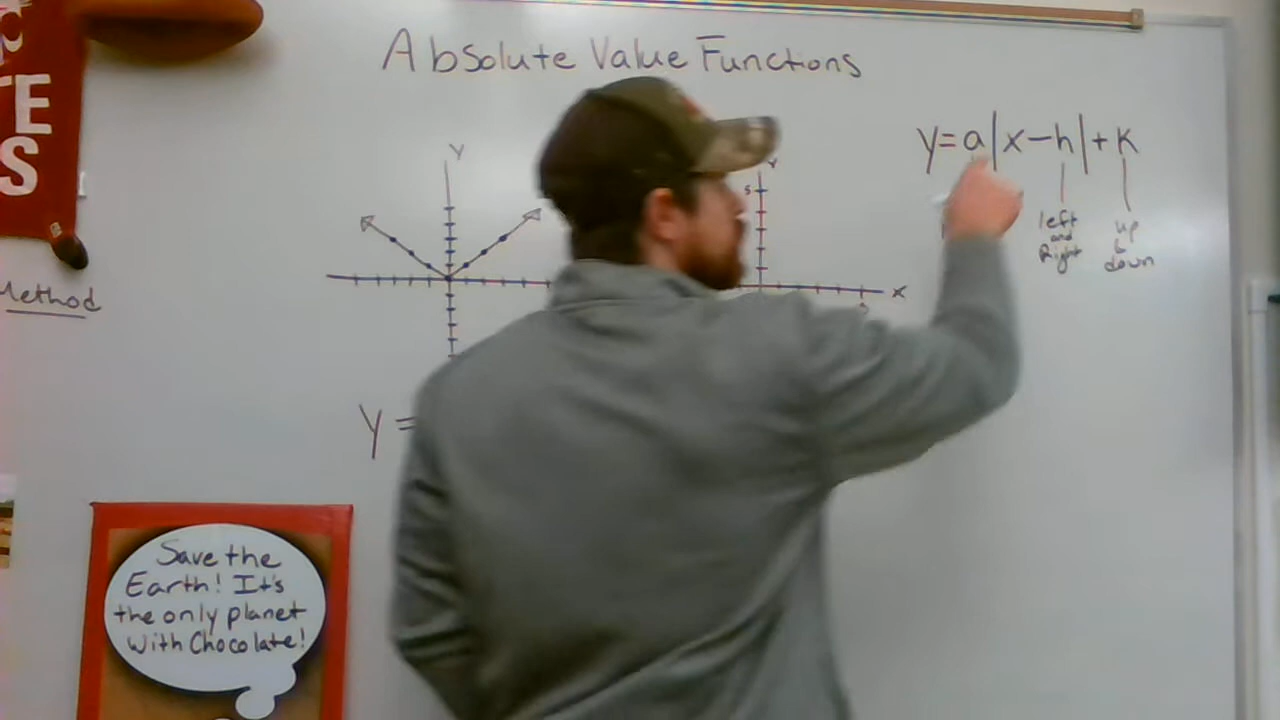 Absolute Value Functions
TE
S
Method
Y
Y
5
X
y=a|x-h|+k
left
and
Right
up
&
down
Y =
Save the
Earth! It's
the only planet
With Chocolate!